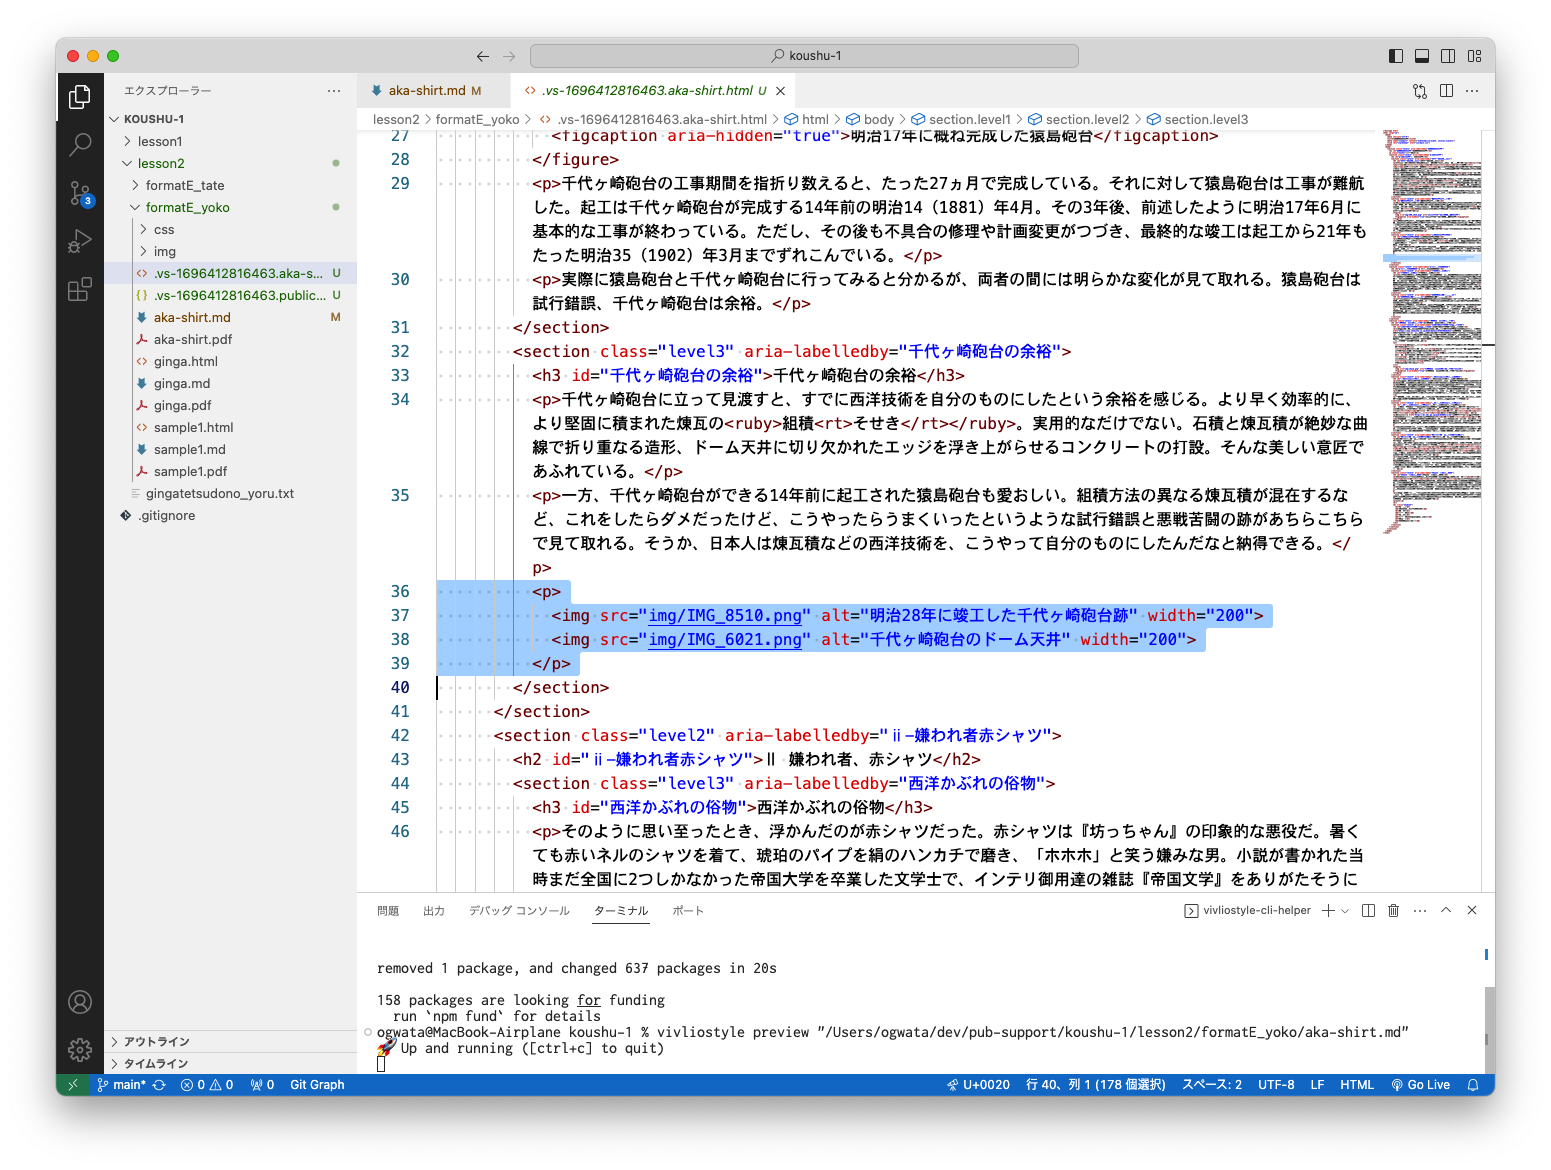 koushu-1
エクスプローラー
KOUSHU-1
lesson1
lesson2
formatE_tate
formatE_yoko
css
img
.vs-1696412816463.aka-s... U
.vs-1696412816463.public... U
aka-shirt.md M
aka-shirt.pdf
ginga.html
ginga.md
ginga.pdf
sample1.html
sample1.md
sample1.pdf
gingatetsudono_yoru.txt
.gitignore
アウトライン
タイムライン
3
aka-shirt.md M
.vs-1696412816463.aka-shirt.html U
lesson2 > formatE_yoko > .vs-1696412816463.aka-shirt.html > html > body > section.level1 > section.level2 > section.level3
27 <figcaption aria-hidden="true">明治17年に概ね完成した猿島砲台</figcaption>
28 </figure>
29 <p>千代ヶ崎砲台の工事期間を指折り数えると、たった27ヵ月で完成している。それに対して猿島砲台は工事が難航
した。起工は千代ヶ崎砲台が完成する14年前の明治14（1881）年4月。その3年後、前述したように明治17年6月に
基本的な工事が終わっている。ただし、その後も不具合の修理や計画変更がつづき、最終的な竣工は起工から21年も
たった明治35（1902）年3月までずれこんでいる。</p>
30 <p>実際に猿島砲台と千代ヶ崎砲台に行ってみると分かるが、両者の間には明らかな変化が見て取れる。猿島砲台は
試行錯誤、千代ヶ崎砲台は余裕。</p>
31 </section>
32 <section class="level3" aria-labelledby="千代ヶ崎砲台の余裕">
33 <h3 id="千代ヶ崎砲台の余裕">千代ヶ崎砲台の余裕</h3>
34 <p>千代ヶ崎砲台に立って見渡すと、すでに西洋技術を自分のものにしたという余裕を感じる。より早く効率的に、
より堅固に積まれた煉瓦の<ruby>組積<rt>そせき</rt></ruby>。実用的なだけでない。石積と煉瓦積が絶妙な曲
線で折り重なる造形、ドーム天井に切り欠かれたエッジを浮き上がらせるコンクリートの打設。そんな美しい意匠で
あふれている。</p>
35 <p>一方、千代ヶ崎砲台ができる14年前に起工された猿島砲台も愛おしい。組積方法の異なる煉瓦積が混在するな
ど、これをしたらダメだったけど、こうやったらうまくいったというような試行錯誤と悪戦苦闘の跡があちらこちら
で見て取れる。そうか、日本人は煉瓦積などの西洋技術を、こうやって自分のものにしたんだなと納得できる。</
p>
36 <p>
37 <img src="img/IMG_8510.png" alt="明治28年に竣工した千代ヶ崎砲台跡" width="200">
38 <img src="img/IMG_6021.png" alt="千代ヶ崎砲台のドーム天井" width="200">
39 </p>
40 </section>
41 </section>
42 <section class="level2" aria-labelledby="ⅱ-嫌われ者赤シャツ">
43 <h2 id="ⅱ-嫌われ者赤シャツ">Ⅱ 嫌われ者、赤シャツ</h2>
44 <section class="level3" aria-labelledby="西洋かぶれの俗物">
45 <h3 id="西洋かぶれの俗物">西洋かぶれの俗物</h3>
46 <p>そのように思い至ったとき、浮かんだのが赤シャツだった。赤シャツは『坊っちゃん』の印象的な悪役だ。暑く
ても赤いネルのシャツを着て、琥珀のパイプを絹のハンカチで磨き、「ホホホ」と笑う嫌みな男。小説が書かれた当
時まだ全国に2つしかなかった帝国大学を卒業した文学士で、インテリ御用達の雑誌『帝国文学』をありがたそうに
問題 出力 デバッグ コンソール ターミナル ポート vivliostyle-cli-helper
removed 1 package, and changed 637 packages in 20s
158 packages are looking for funding
run `npm fund` for details
ogwata@MacBook-Airplane koushu-1 % vivliostyle preview "/Users/ogwata/dev/pub-support/koushu-1/lesson2/formatE_yoko/aka-shirt.md"
Up and running ([ctrl+c] to quit)
main* 0 0 0 Git Graph U+0020 行 40、列 1 (178 個選択) スペース: 2 UTF-8 LF HTML Go Live